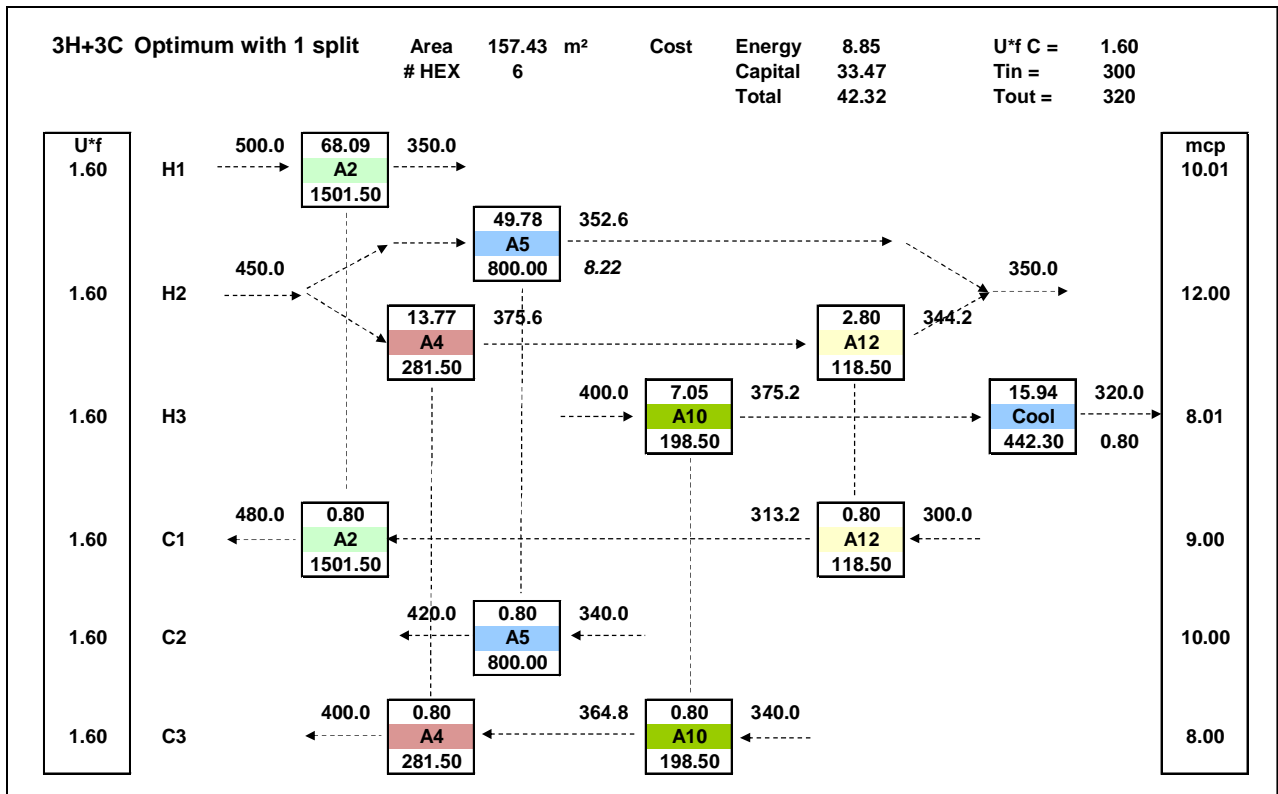 3H+3C Optimum with 1 split Area 157.43 m² Cost Energy 8.85 U*f C = 1.60
# HEX 6 Capital 33.47 Tin = 300
Total 42.32 Tout = 320
U*f 500.0 68.09 350.0 mcp
1.60 H1 A2 10.01
1501.50
49.78 352.6
A5
450.0 800.00 8.22 350.0
1.60 H2 12.00
13.77 375.6 2.80 344.2
A4 A12
281.50 118.50
400.0 7.05 375.2 15.94 320.0
1.60 H3 A10 Cool 8.01
198.50 442.30 0.80
480.0 0.80 313.2 0.80 300.0
1.60 C1 A2 A12 9.00
1501.50 118.50
420.0 0.80 340.0
1.60 C2 A5 10.00
800.00
400.0 0.80 364.8 0.80 340.0
1.60 C3 A4 A10 8.00
281.50 198.50